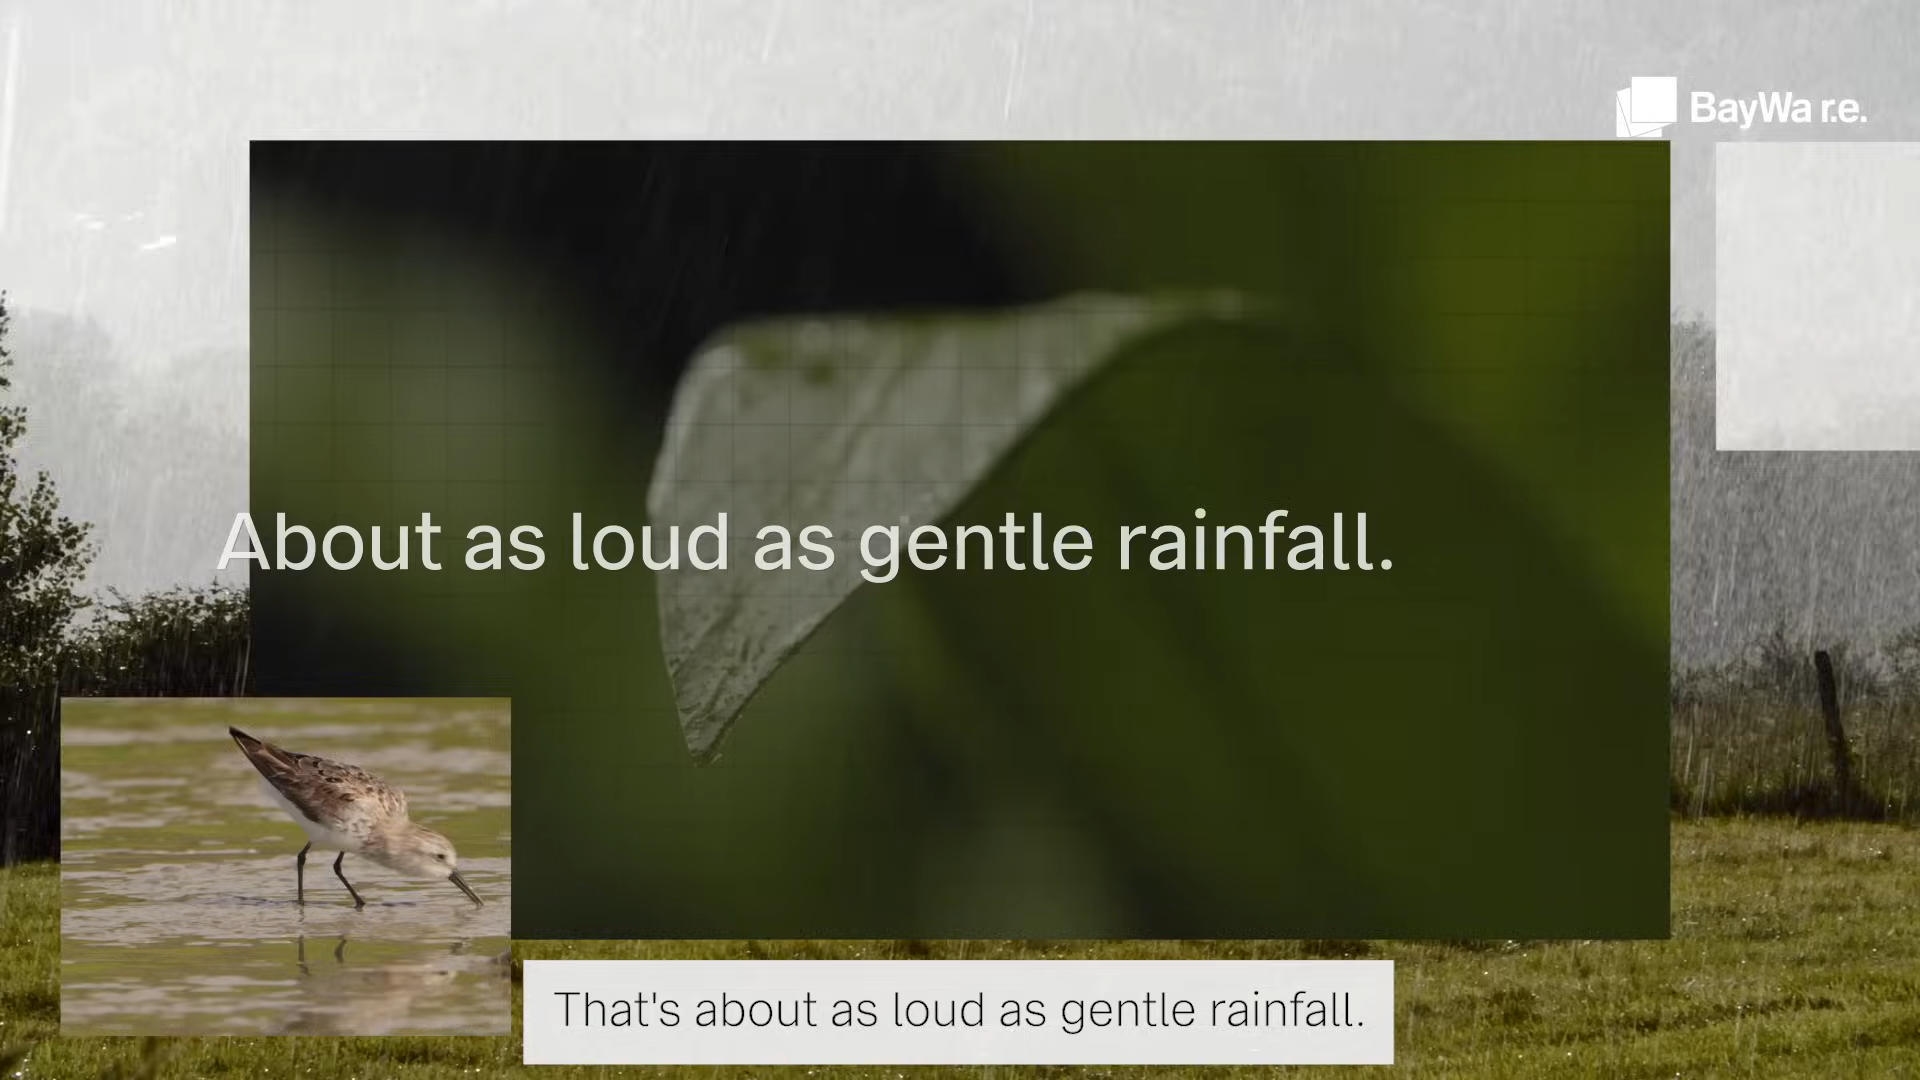 BayWa r.e.
About as loud as gentle rainfall.
That's about as loud as gentle rainfall.